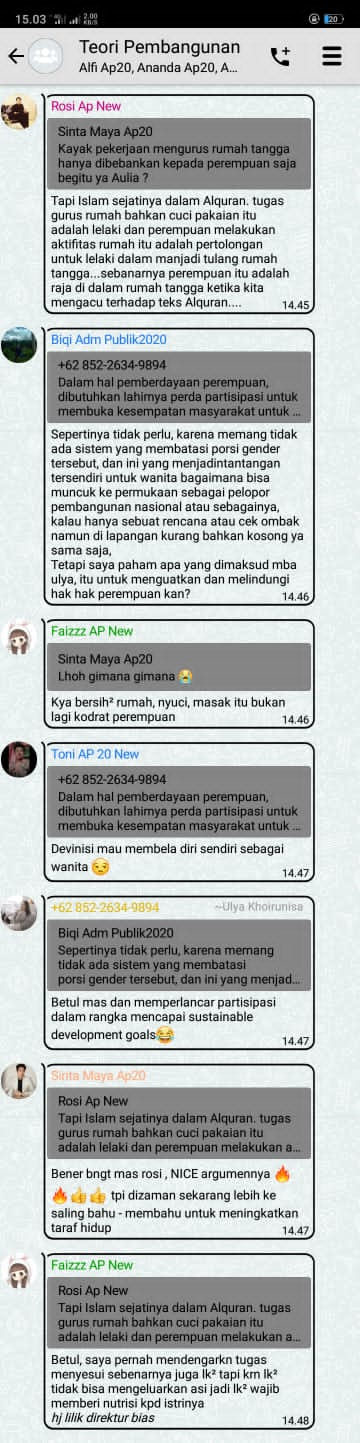 15.03
2.00
KB/S
20
Teori Pembangunan
Alfi Ap20, Ananda Ap20, A...
Rosi Ap New
Sinta Maya Ap20
Kayak pekerjaan mengurus rumah tangga
hanya dibebankan kepada perempuan saja
begitu ya Aulia ?
Tapi Islam sejatinya dalam Alquran. tugas
gurus rumah bahkan cuci pakaian itu
adalah lelaki dan perempuan melakukan
aktifitas rumah itu adalah pertolongan
untuk lelaki dalam manjadi tulang rumah
tangga...sebanarnya perempuan itu adalah
raja di dalam rumah tangga ketika kita
mengacu terhadap teks Alquran....
14.45
Biqi Adm Publik2020
+62 852-2634-9894
Dalam hal pemberdayaan perempuan,
dibutuhkan lahirnya perda partisipasi untuk
membuka kesempatan masyarakat untuk ...
Sepertinya tidak perlu, karena memang tidak
ada sistem yang membatasi porsi gender
tersebut, dan ini yang menjadintantangan
tersendiri untuk wanita bagaimana bisa
muncuk ke permukaan sebagai pelopor
pembangunan nasional atau sebagainya,
kalau hanya sebuat rencana atau cek ombak
namun di lapangan kurang bahkan kosong ya
sama saja,
Tetapi saya paham apa yang dimaksud mba
ulya, itu untuk menguatkan dan melindungi
hak hak perempuan kan?
14.46
Faizzz AP New
Sinta Maya Ap20
Lhoh gimana gimana 😭
Kya bersih² rumah, nyuci, masak itu bukan
lagi kodrat perempuan
14.46
Toni AP 20 New
+62 852-2634-9894
Dalam hal pemberdayaan perempuan,
dibutuhkan lahirnya perda partisipasi untuk
membuka kesempatan masyarakat untuk ...
Devinisi mau membela diri sendiri sebagai
wanita 😒
14.47
+62 852-2634-9894 ~Ulya Khoirunisa
Biqi Adm Publik2020
Sepertinya tidak perlu, karena memang
tidak ada sistem yang membatasi
porsi gender tersebut, dan ini yang menjad...
Betul mas dan memperlancar partisipasi
dalam rangka mencapai sustainable
development goals😂
14.47
Sinta Maya Ap20
Rosi Ap New
Tapi Islam sejatinya dalam Alquran. tugas
gurus rumah bahkan cuci pakaian itu
adalah lelaki dan perempuan melakukan a...
Bener bngt mas rosi , NICE argumennya 🔥
🔥👍👍 tpi dizaman sekarang lebih ke
saling bahu - membahu untuk meningkatkan
taraf hidup
14.47
Faizzz AP New
Rosi Ap New
Tapi Islam sejatinya dalam Alquran. tugas
gurus rumah bahkan cuci pakaian itu
adalah lelaki dan perempuan melakukan a...
Betul, saya pernah mendengarkn tugas
menyesui sebenarnya juga lk² tapi krn lk²
tidak bisa mengeluarkan asi jadi lk² wajib
memberi nutrisi kpd istrinya
hj lilik direktur bias
14.48